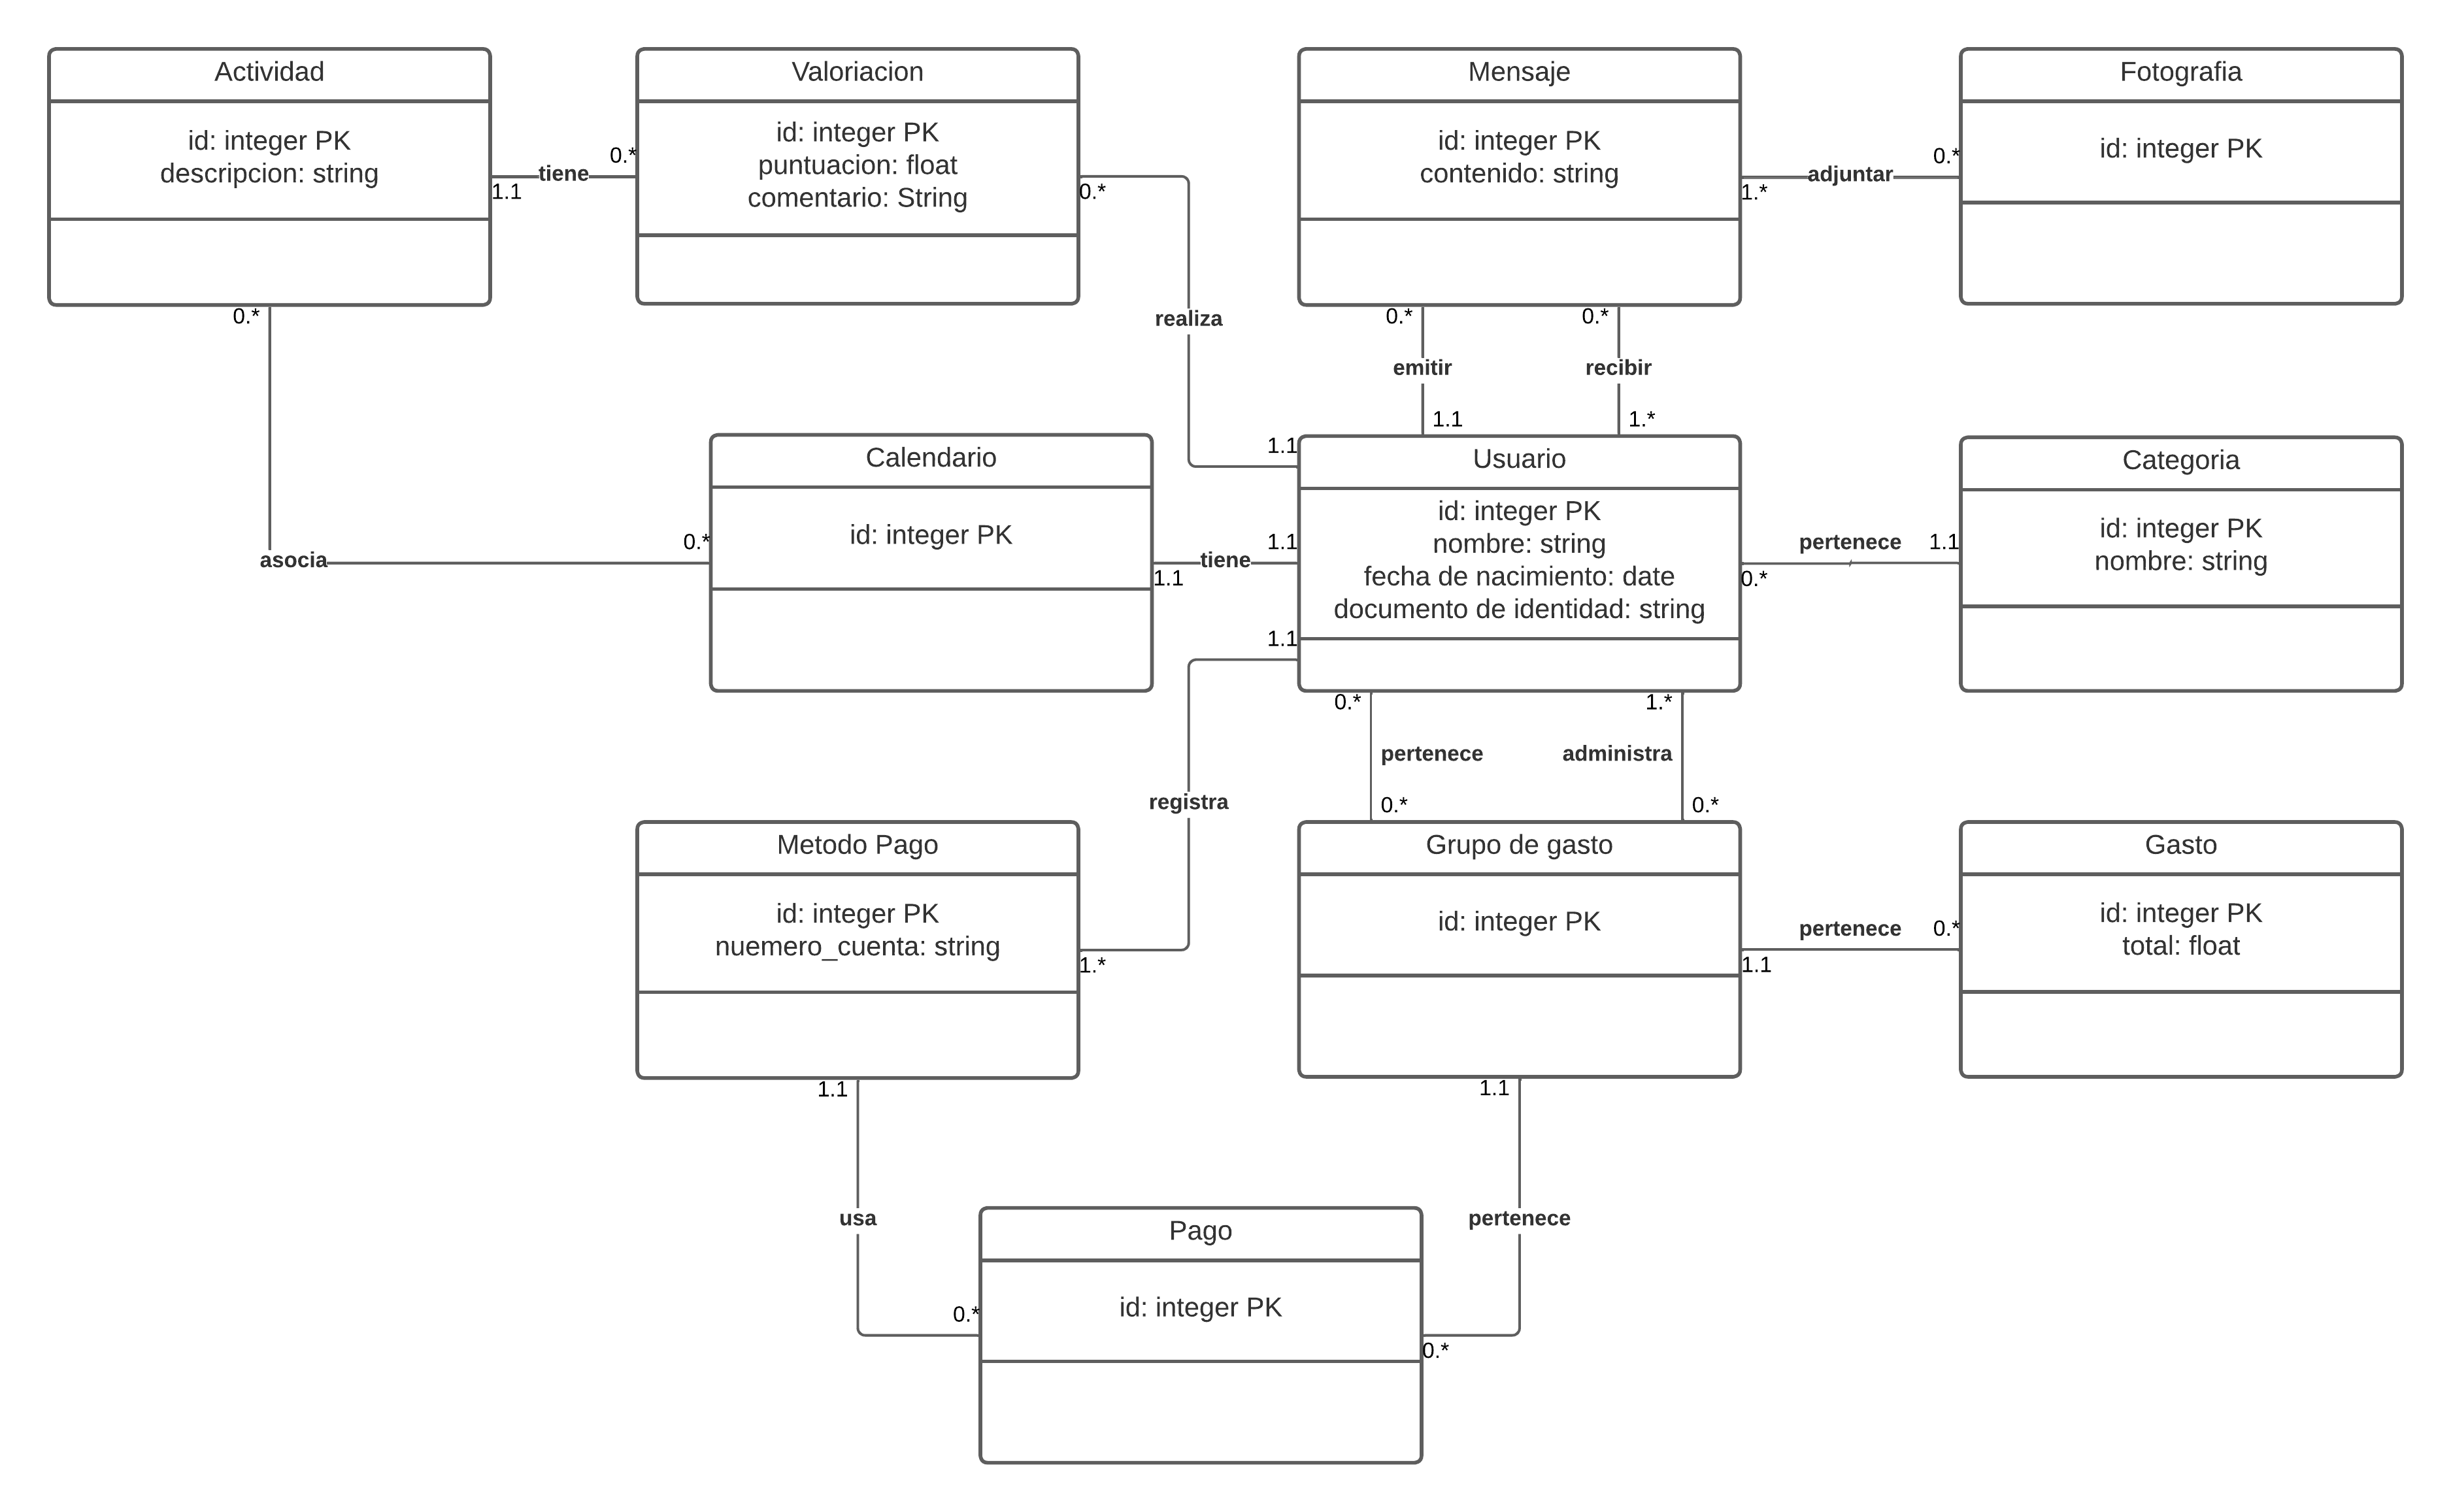 Actividad
id: integer PK
descripcion: string
1.1
tiene
0.*
Valoriacion
id: integer PK
puntuacion: float
comentario: String
0.*
realiza
1.1
Mensaje
id: integer PK
contenido: string
1.*
adjuntar
0.*
Fotografia
id: integer PK
0.*
asocia
0.*
0.*
emitir
1.1
0.*
recibir
1.*
Calendario
id: integer PK
1.1
tiene
1.1
Usuario
id: integer PK
nombre: string
fecha de nacimiento: date
documento de identidad: string
0.*
pertenece
1.1
Categoria
id: integer PK
nombre: string
1.1
registra
1.*
0.*
pertenece
0.*
1.*
administra
0.*
Metodo Pago
id: integer PK
nuemero_cuenta: string
Grupo de gasto
id: integer PK
1.1
pertenece
0.*
Gasto
id: integer PK
total: float
1.1
usa
0.*
1.1
pertenece
0.*
Pago
id: integer PK